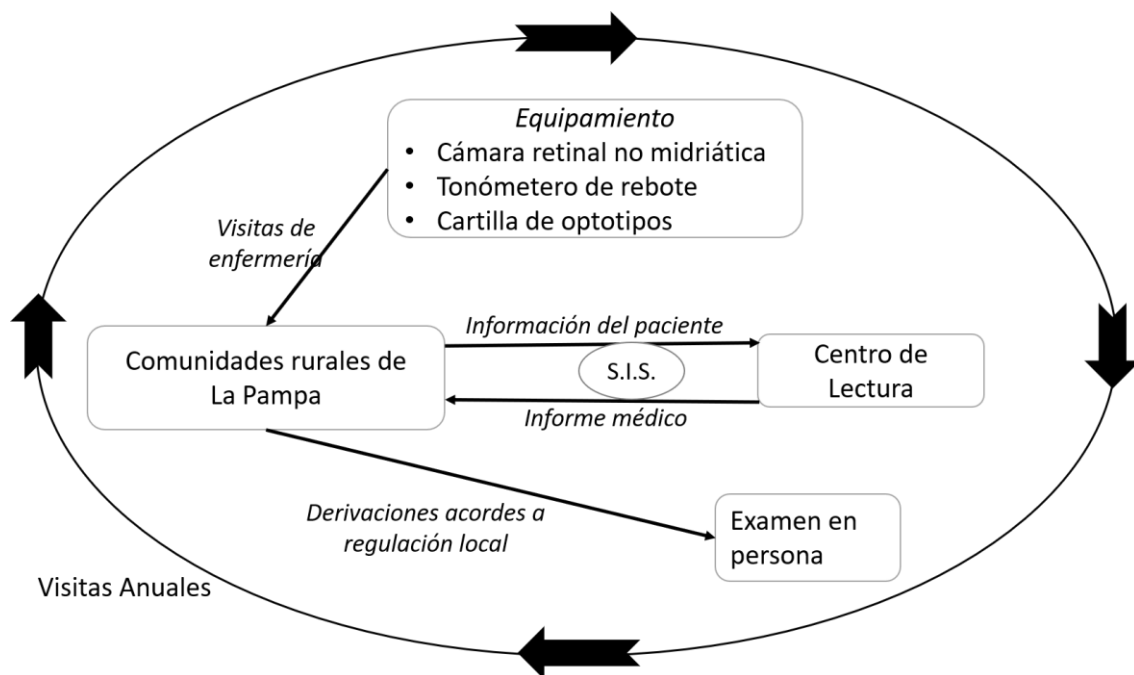 Equipamiento
• Cámara retinal no midriática
• Tonómetero de rebote
• Cartilla de optotipos
Visitas de
enfermería
Información del paciente
Comunidades rurales de
La Pampa
S.I.S.
Centro de
Lectura
Informe médico
Derivaciones acordes a
regulación local
Examen en
persona
Visitas Anuales